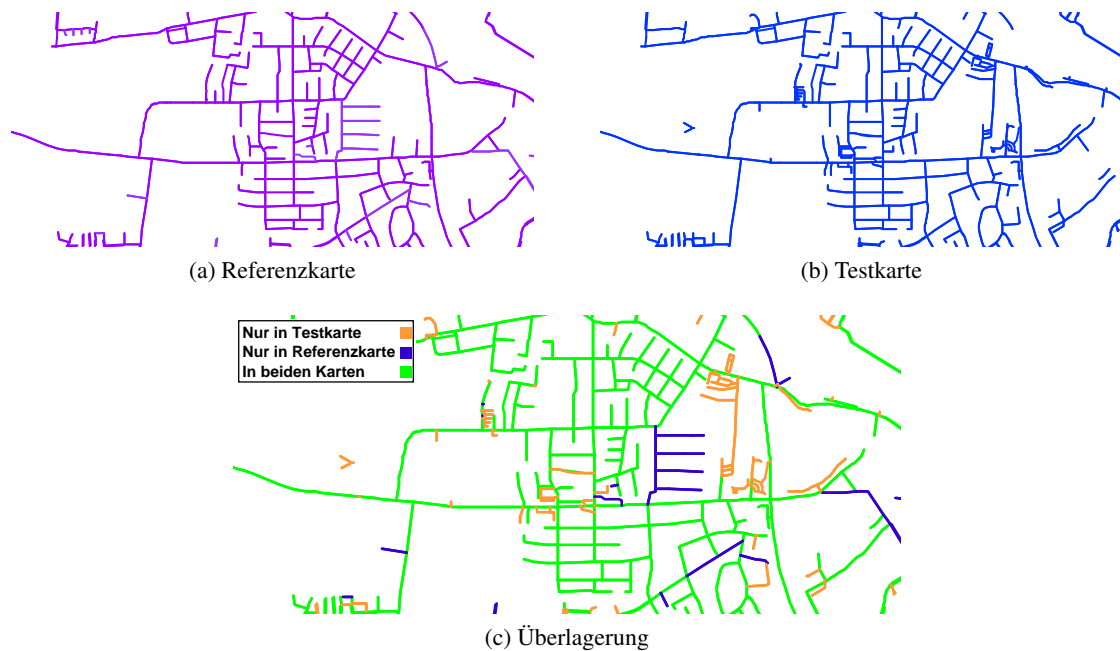 (a) Referenzkarte
(b) Testkarte
Nur in Testkarte
Nur in Referenzkarte
In beiden Karten
(c) Überlagerung